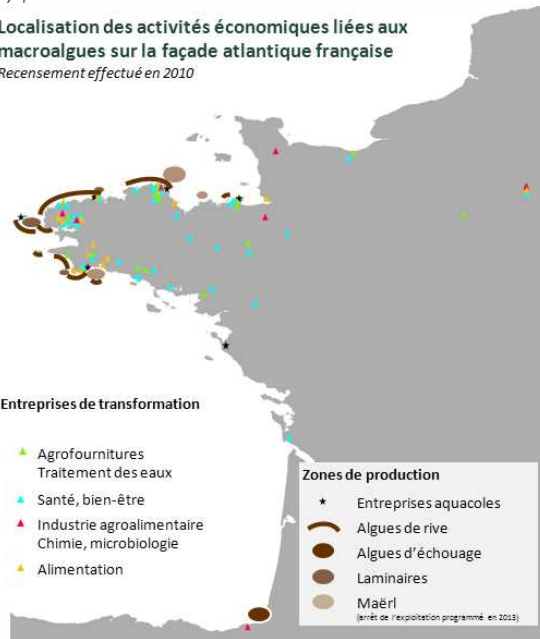 Localisation des activités économiques liées aux
macroalgues sur la façade atlantique française
Recensement effectué en 2010
Entreprises de transformation
Agrofournitures
Traitement des eaux
Santé, bien-être
Industrie agroalimentaire
Chimie, microbiologie
Alimentation
Zones de production
Entreprises aquacoles
Algues de rive
Algues d'échouage
Laminaires
Maërl
(arrêt de l'exploitation programmé en 2013)